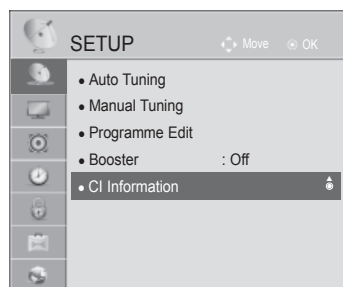 SETUP Move OK
• Auto Tuning
• Manual Tuning
• Programme Edit
• Booster : Off
• CI Information